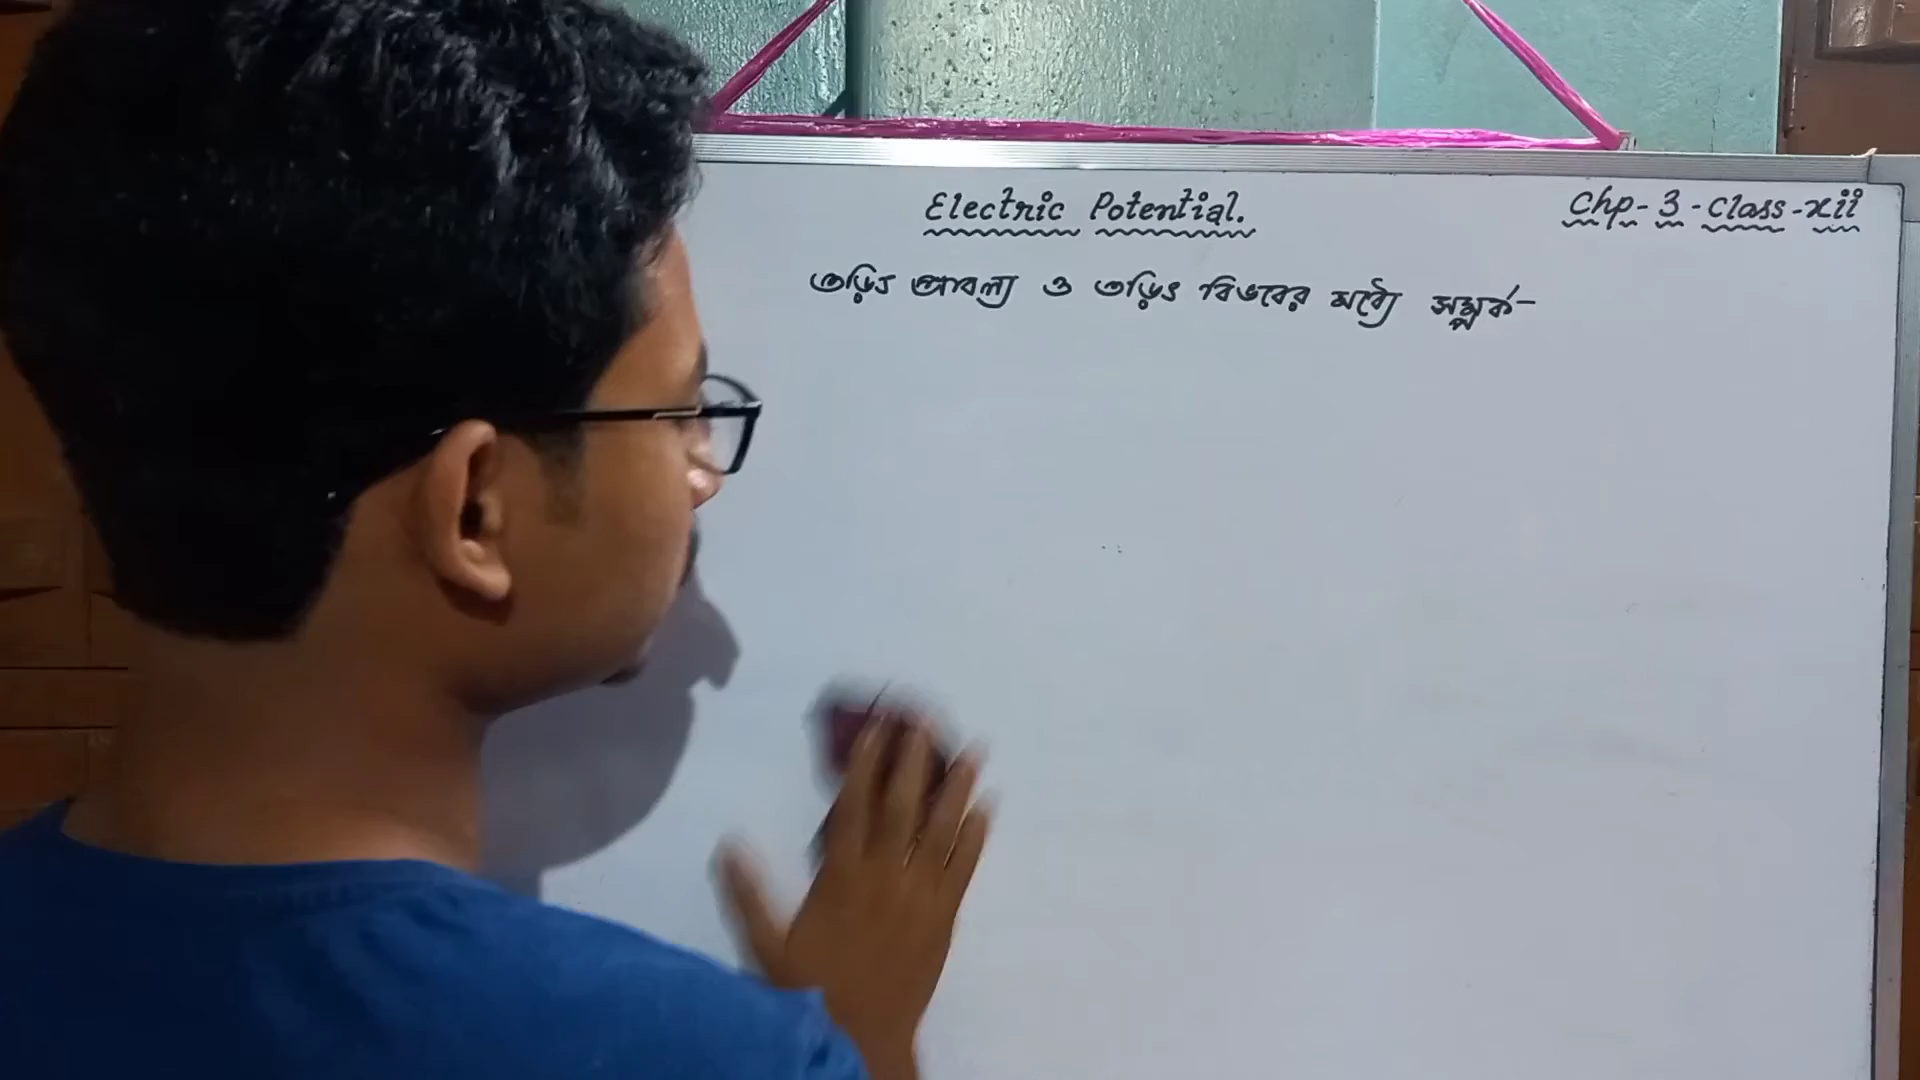 Electric Potential.
Chp-3-Class-xii
তড়িৎ প্রাবল্য ও তড়িৎ বিভবের মধ্যে সম্পর্ক-